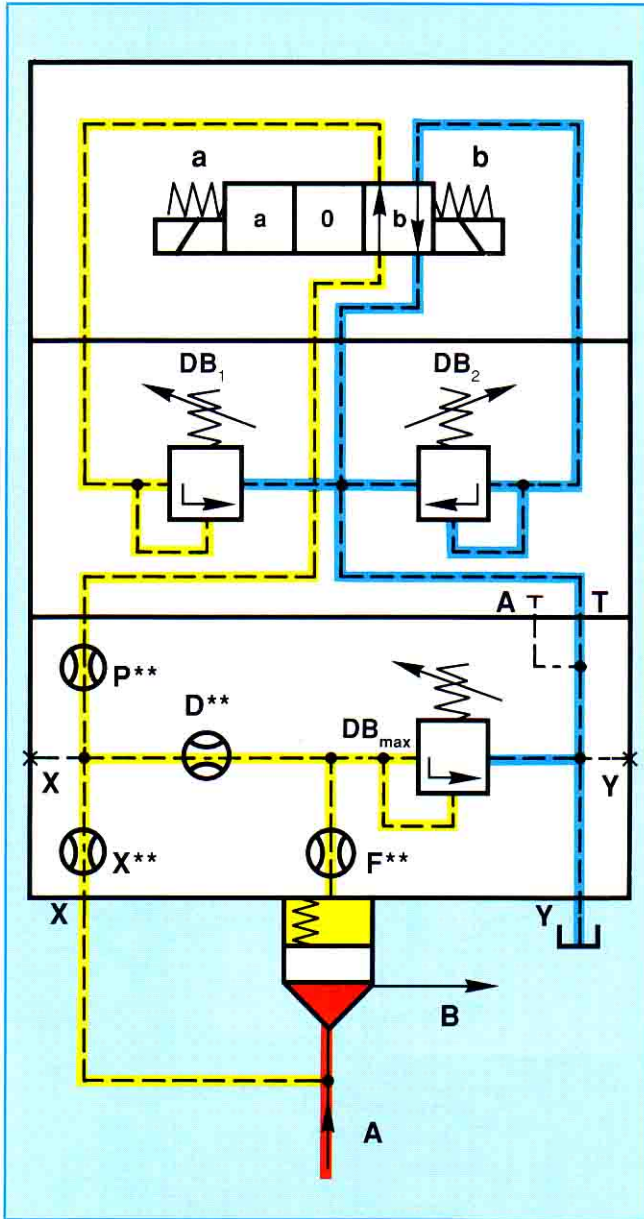 a b
a 0 b
DB₁ DB₂
A T
P**
D**
DBmax
X Y
X** F**
X Y
B
A